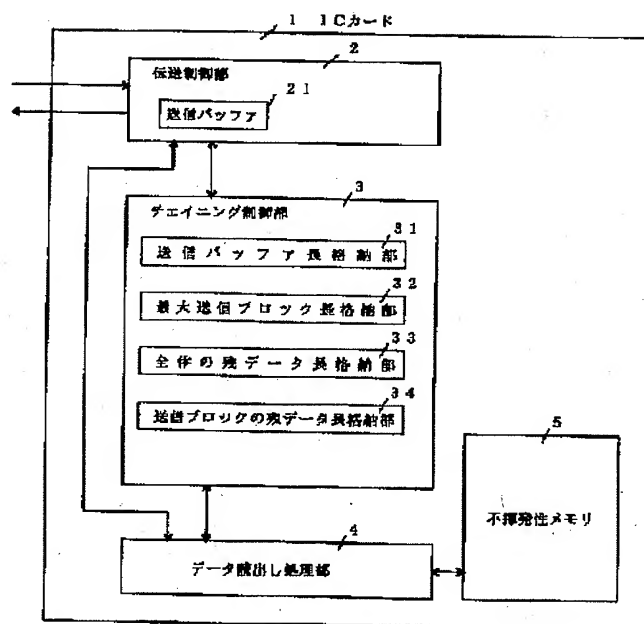 1 ICカード
2
伝送制御部
21
送信バッファ
3
チェイニング制御部
31
送信バッファ長格納部
32
最大送信ブロック長格納部
33
全体の残データ長格納部
34
送信ブロックの残データ長格納部
5
不揮発性メモリ
4
データ読出し処理部